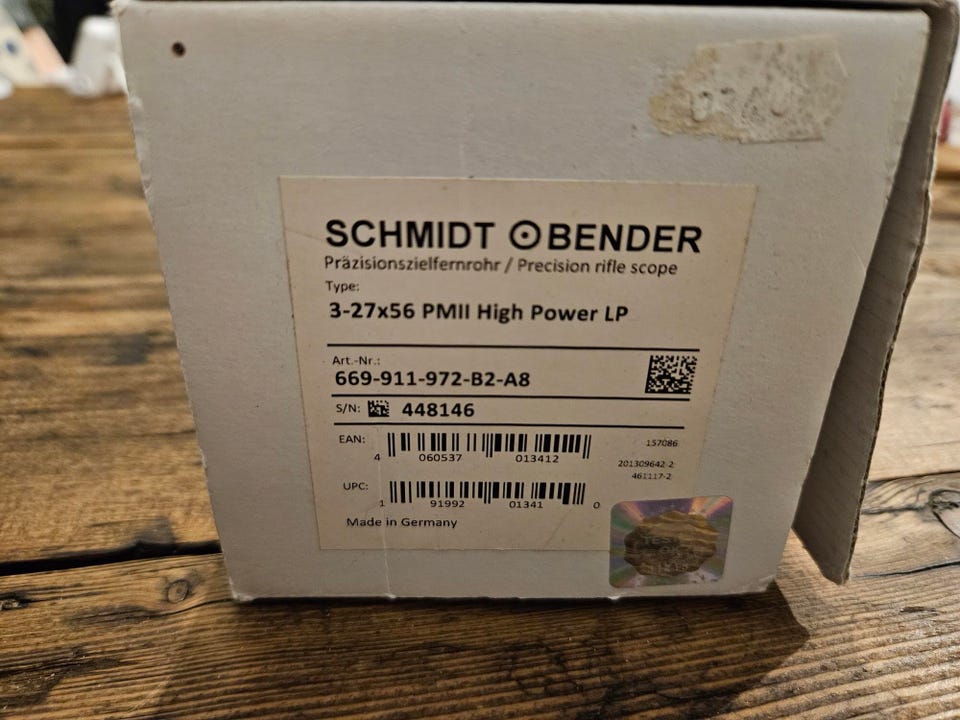 SCHMIDT BENDER
Präzisionszielfernrohr / Precision rifle scope
Type:
3-27x56 PMII High Power LP
Art.-Nr.:
669-911-972-B2-A8
S/N: 448146
EAN:
4 060537 013412
157086
201309642-2
461117-2
UPC:
1 91992 01341 0
Made in Germany
TEST